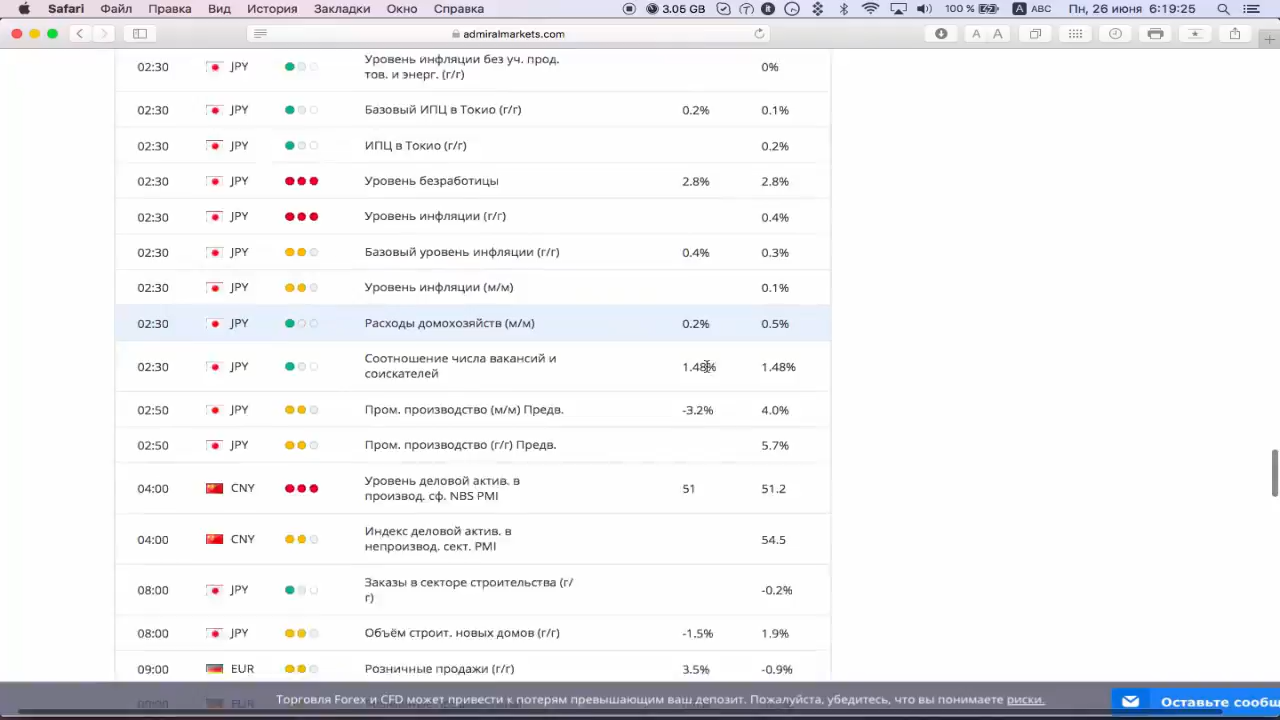 Safari Файл Правка Вид История Закладки Окно Справка 3.05 GB 100 % A ABC Пн, 26 июня 6:19:25
admiralmarkets.com
02:30 JPY Уровень инфляции без уч. прод. 0%
тов. и энерг. (г/г)
02:30 JPY Базовый ИПЦ в Токио (г/г) 0.2% 0.1%
02:30 JPY ИПЦ в Токио (г/г) 0.2%
02:30 JPY Уровень безработицы 2.8% 2.8%
02:30 JPY Уровень инфляции (г/г) 0.4%
02:30 JPY Базовый уровень инфляции (г/г) 0.4% 0.3%
02:30 JPY Уровень инфляции (м/м) 0.1%
02:30 JPY Расходы домохозяйств (м/м) 0.2% 0.5%
02:30 JPY Соотношение числа вакансий и 1.48% 1.48%
соискателей
02:50 JPY Пром. производство (м/м) Предв. -3.2% 4.0%
02:50 JPY Пром. производство (г/г) Предв. 5.7%
04:00 CNY Уровень деловой актив. в 51 51.2
производ. сф. NBS PMI
04:00 CNY Индекс деловой актив. в 54.5
непроизвод. сект. PMI
08:00 JPY Заказы в секторе строительства (г/ -0.2%
г)
08:00 JPY Объём строит. новых домов (г/г) -1.5% 1.9%
09:00 EUR Розничные продажи (г/г) 3.5% -0.9%
Торговля Forex и CFD может привести к потерям превышающим ваш депозит. Пожалуйста, убедитесь, что вы понимаете риски. Оставьте сообщ